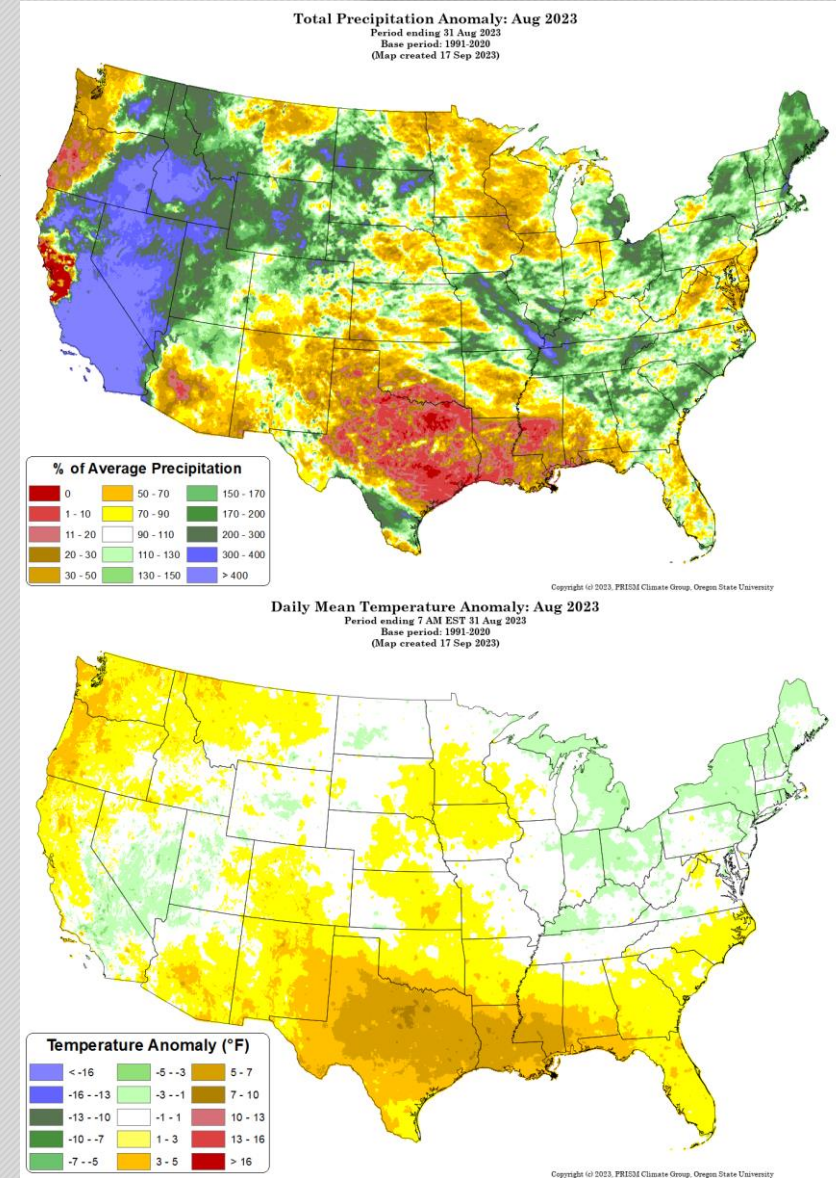 Total Precipitation Anomaly: Aug 2023
Period ending 31 Aug 2023
Base period: 1991-2020
(Map created 17 Sep 2023)
% of Average Precipitation
0
1 - 10
11 - 20
20 - 30
30 - 50
50 - 70
70 - 90
90 - 110
110 - 130
130 - 150
150 - 170
170 - 200
200 - 300
300 - 400
> 400
Copyright (c) 2023, PRISM Climate Group, Oregon State University
Daily Mean Temperature Anomaly: Aug 2023
Period ending 7 AM EST 31 Aug 2023
Base period: 1991-2020
(Map created 17 Sep 2023)
Temperature Anomaly (°F)
< -16
-16 - -13
-13 - -10
-10 - -7
-7 - -5
-5 - -3
-3 - -1
-1 - 1
1 - 3
3 - 5
5 - 7
7 - 10
10 - 13
13 - 16
> 16
Copyright (c) 2023, PRISM Climate Group, Oregon State University